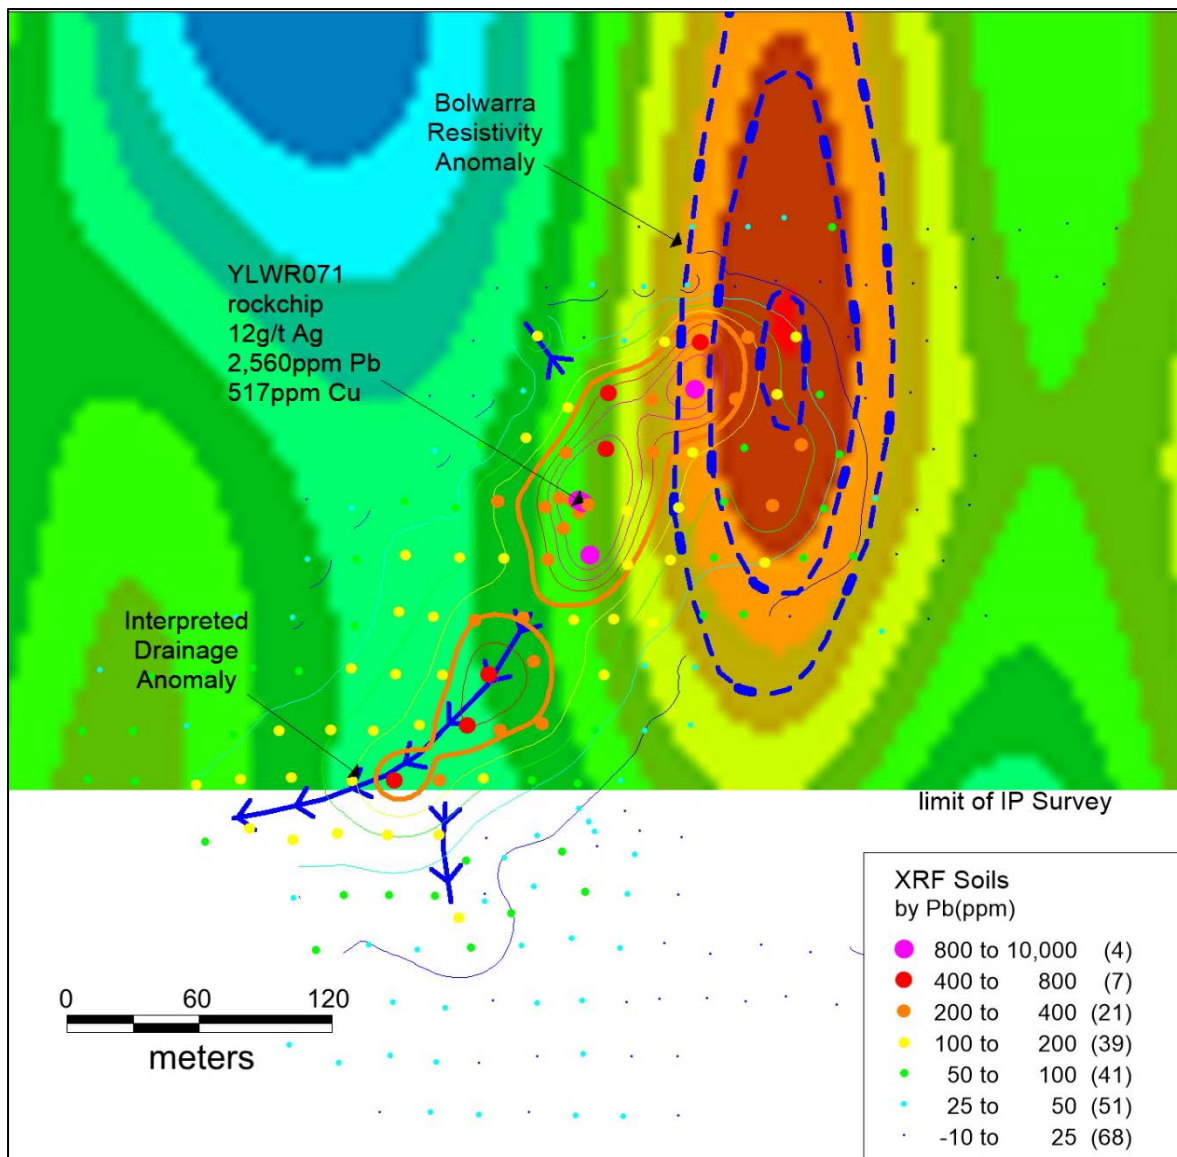 Bolwarra
Resistivity
Anomaly
YLWR071
rockchip
12g/t Ag
2,560ppm Pb
517ppm Cu
Interpreted
Drainage
Anomaly
limit of IP Survey
XRF Soils
by Pb(ppm)
800 to 10,000 (4)
400 to 800 (7)
200 to 400 (21)
100 to 200 (39)
50 to 100 (41)
25 to 50 (51)
-10 to 25 (68)
0 60 120
meters